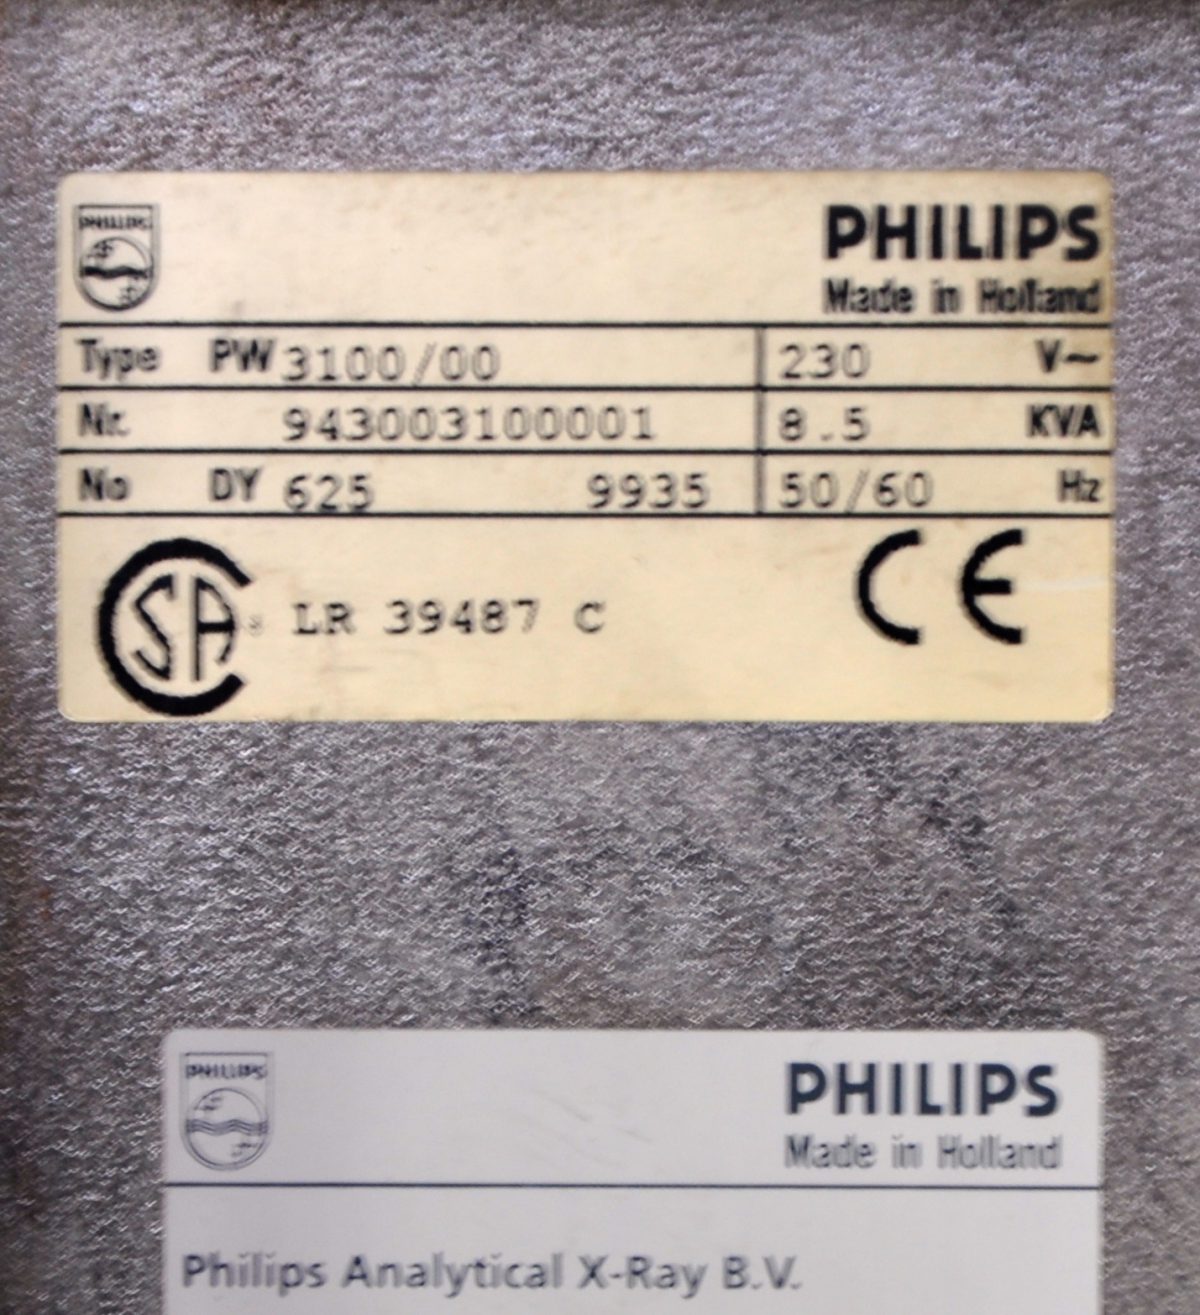 PHILIPS
PHILIPS
Made in Holland
Type PW 3100/00 230 V~
Nr. 943003100001 8.5 KVA
No DY 625 9935 50/60 Hz
CSA LR 39487 C CE
PHILIPS
PHILIPS
Made in Holland
Philips Analytical X-Ray B.V.